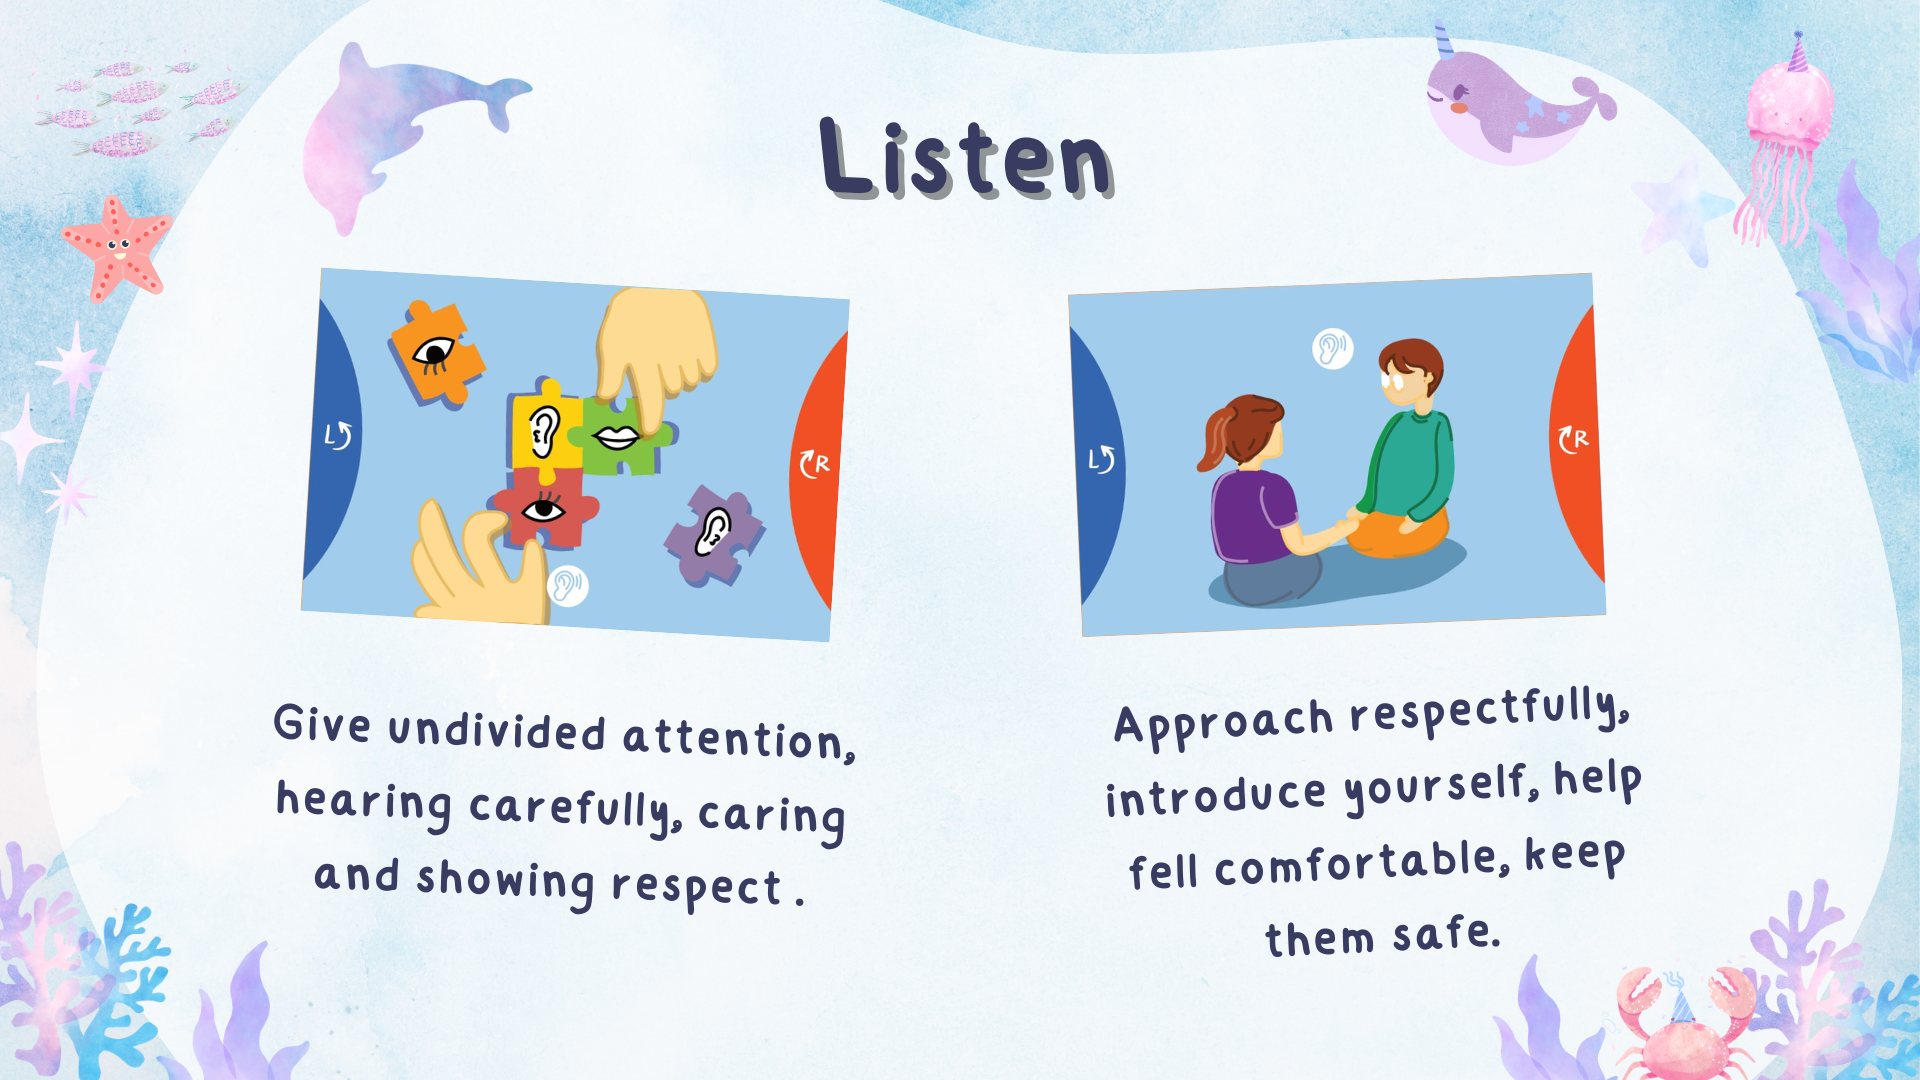 Listen
L
R
L
R
Give undivided attention,
hearing carefully, caring
and showing respect .
Approach respectfully,
introduce yourself, help
fell comfortable, keep
them safe.